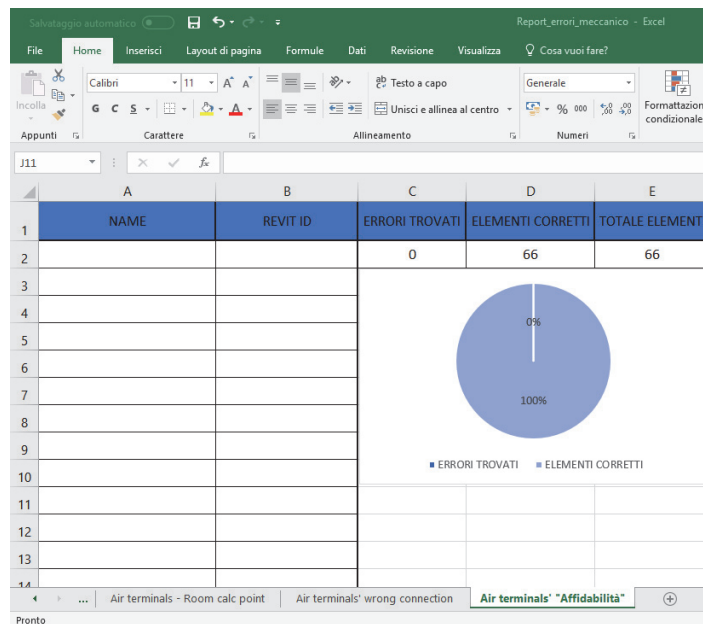 Salvataggio automatico Report_errori_meccanico - Excel
File Home Inserisci Layout di pagina Formule Dati Revisione Visualizza Cosa vuoi fare?
Incolla Calibri 11 A A ab Testo a capo Generale Formattazione
G C S A Unisci e allinea al centro % 000 ,00 ,0 condizionale
Appunti Carattere Allineamento Numeri
J11 fx
A B C D E
1 NAME REVIT ID ERRORI TROVATI ELEMENTI CORRETTI TOTALE ELEMENT
2 0 66 66
3
4
0%
5
6
7
100%
8
9
ERRORI TROVATI ELEMENTI CORRETTI
10
11
12
13
14
... Air terminals - Room calc point Air terminals' wrong connection Air terminals' "Affidabilità"
Pronto